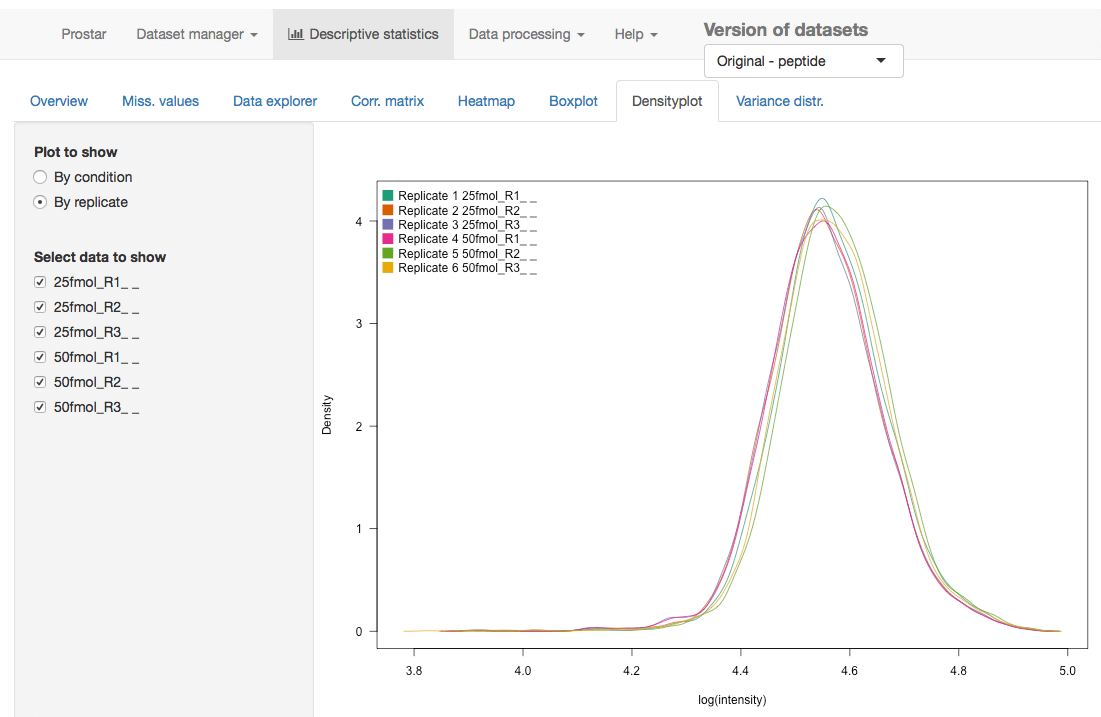 Prostar Dataset manager Descriptive statistics Data processing Help Version of datasets
Original - peptide
Overview Miss. values Data explorer Corr. matrix Heatmap Boxplot Densityplot Variance distr.
Plot to show
By condition
By replicate
Select data to show
25fmol_R1_ _
25fmol_R2_ _
25fmol_R3_ _
50fmol_R1_ _
50fmol_R2_ _
50fmol_R3_ _
Replicate 1 25fmol_R1_ _
Replicate 2 25fmol_R2_ _
Replicate 3 25fmol_R3_ _
Replicate 4 50fmol_R1_ _
Replicate 5 50fmol_R2_ _
Replicate 6 50fmol_R3_ _
4
3
2
1
0
Density
3.8 4.0 4.2 4.4 4.6 4.8 5.0
log(intensity)